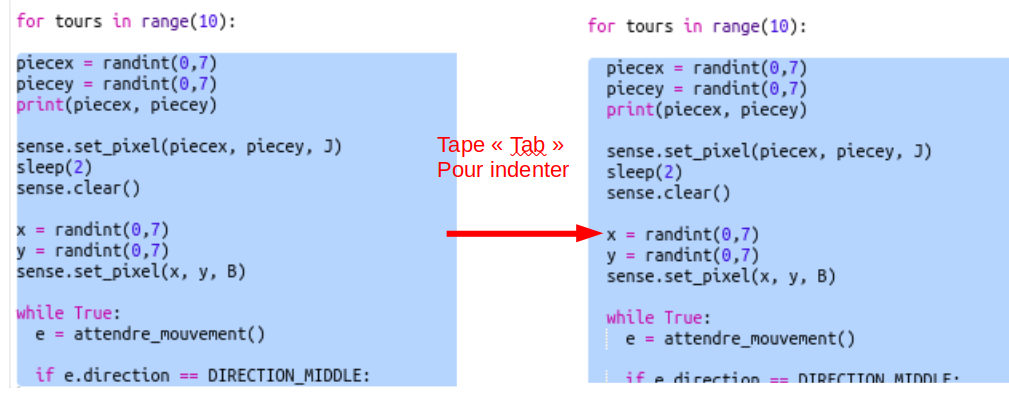 for tours in range(10):
piecex = randint(0,7)
piecey = randint(0,7)
print(piecex, piecey)
sense.set_pixel(piecex, piecey, J)
sleep(2)
sense.clear()
x = randint(0,7)
y = randint(0,7)
sense.set_pixel(x, y, B)
while True:
e = attendre_mouvement()
if e.direction == DIRECTION_MIDDLE:
Tape « Tab »
Pour indenter
for tours in range(10):
piecex = randint(0,7)
piecey = randint(0,7)
print(piecex, piecey)
sense.set_pixel(piecex, piecey, J)
sleep(2)
sense.clear()
x = randint(0,7)
y = randint(0,7)
sense.set_pixel(x, y, B)
while True:
e = attendre_mouvement()
if e.direction == DIRECTION_MIDDLE: